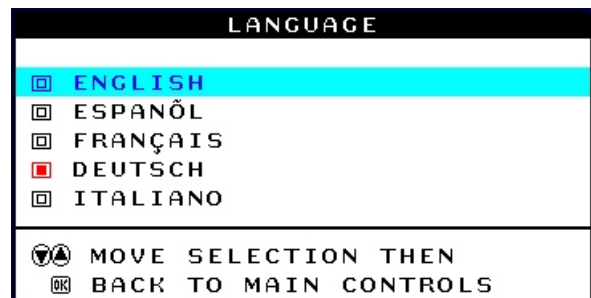 LANGUAGE
ENGLISH
ESPANÕL
FRANÇAIS
DEUTSCH
ITALIANO
MOVE SELECTION THEN
OK BACK TO MAIN CONTROLS